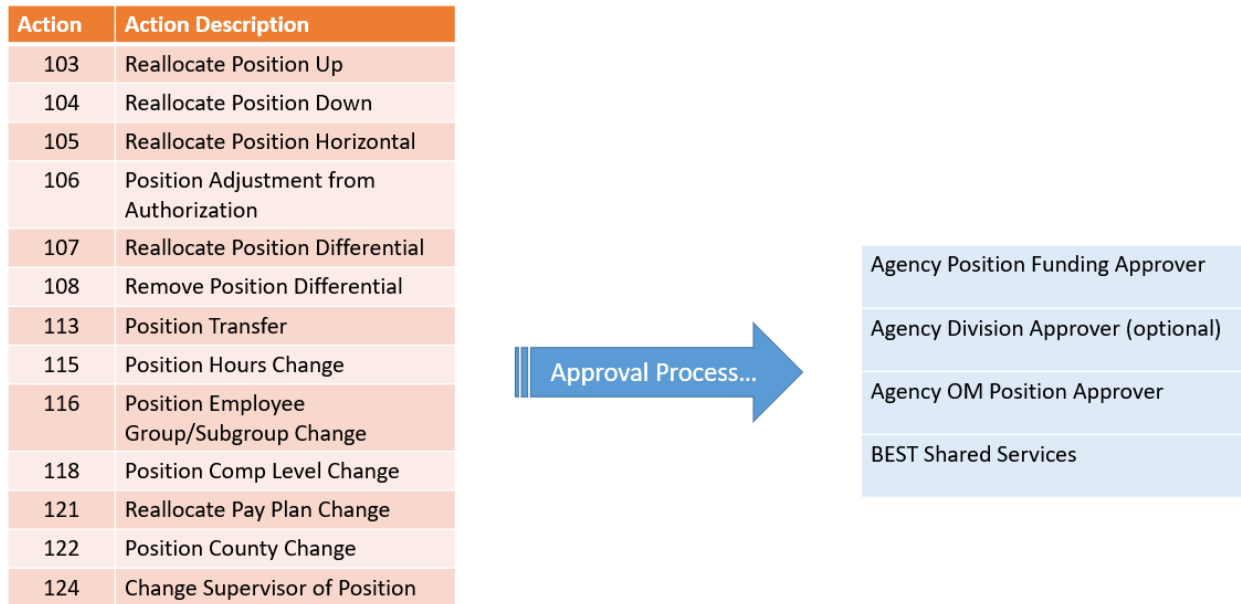 Action Action Description
103 Reallocate Position Up
104 Reallocate Position Down
105 Reallocate Position Horizontal
106 Position Adjustment from
Authorization
107 Reallocate Position Differential
108 Remove Position Differential
113 Position Transfer
115 Position Hours Change
116 Position Employee
Group/Subgroup Change
118 Position Comp Level Change
121 Reallocate Pay Plan Change
122 Position County Change
124 Change Supervisor of Position
Approval Process...
Agency Position Funding Approver
Agency Division Approver (optional)
Agency OM Position Approver
BEST Shared Services